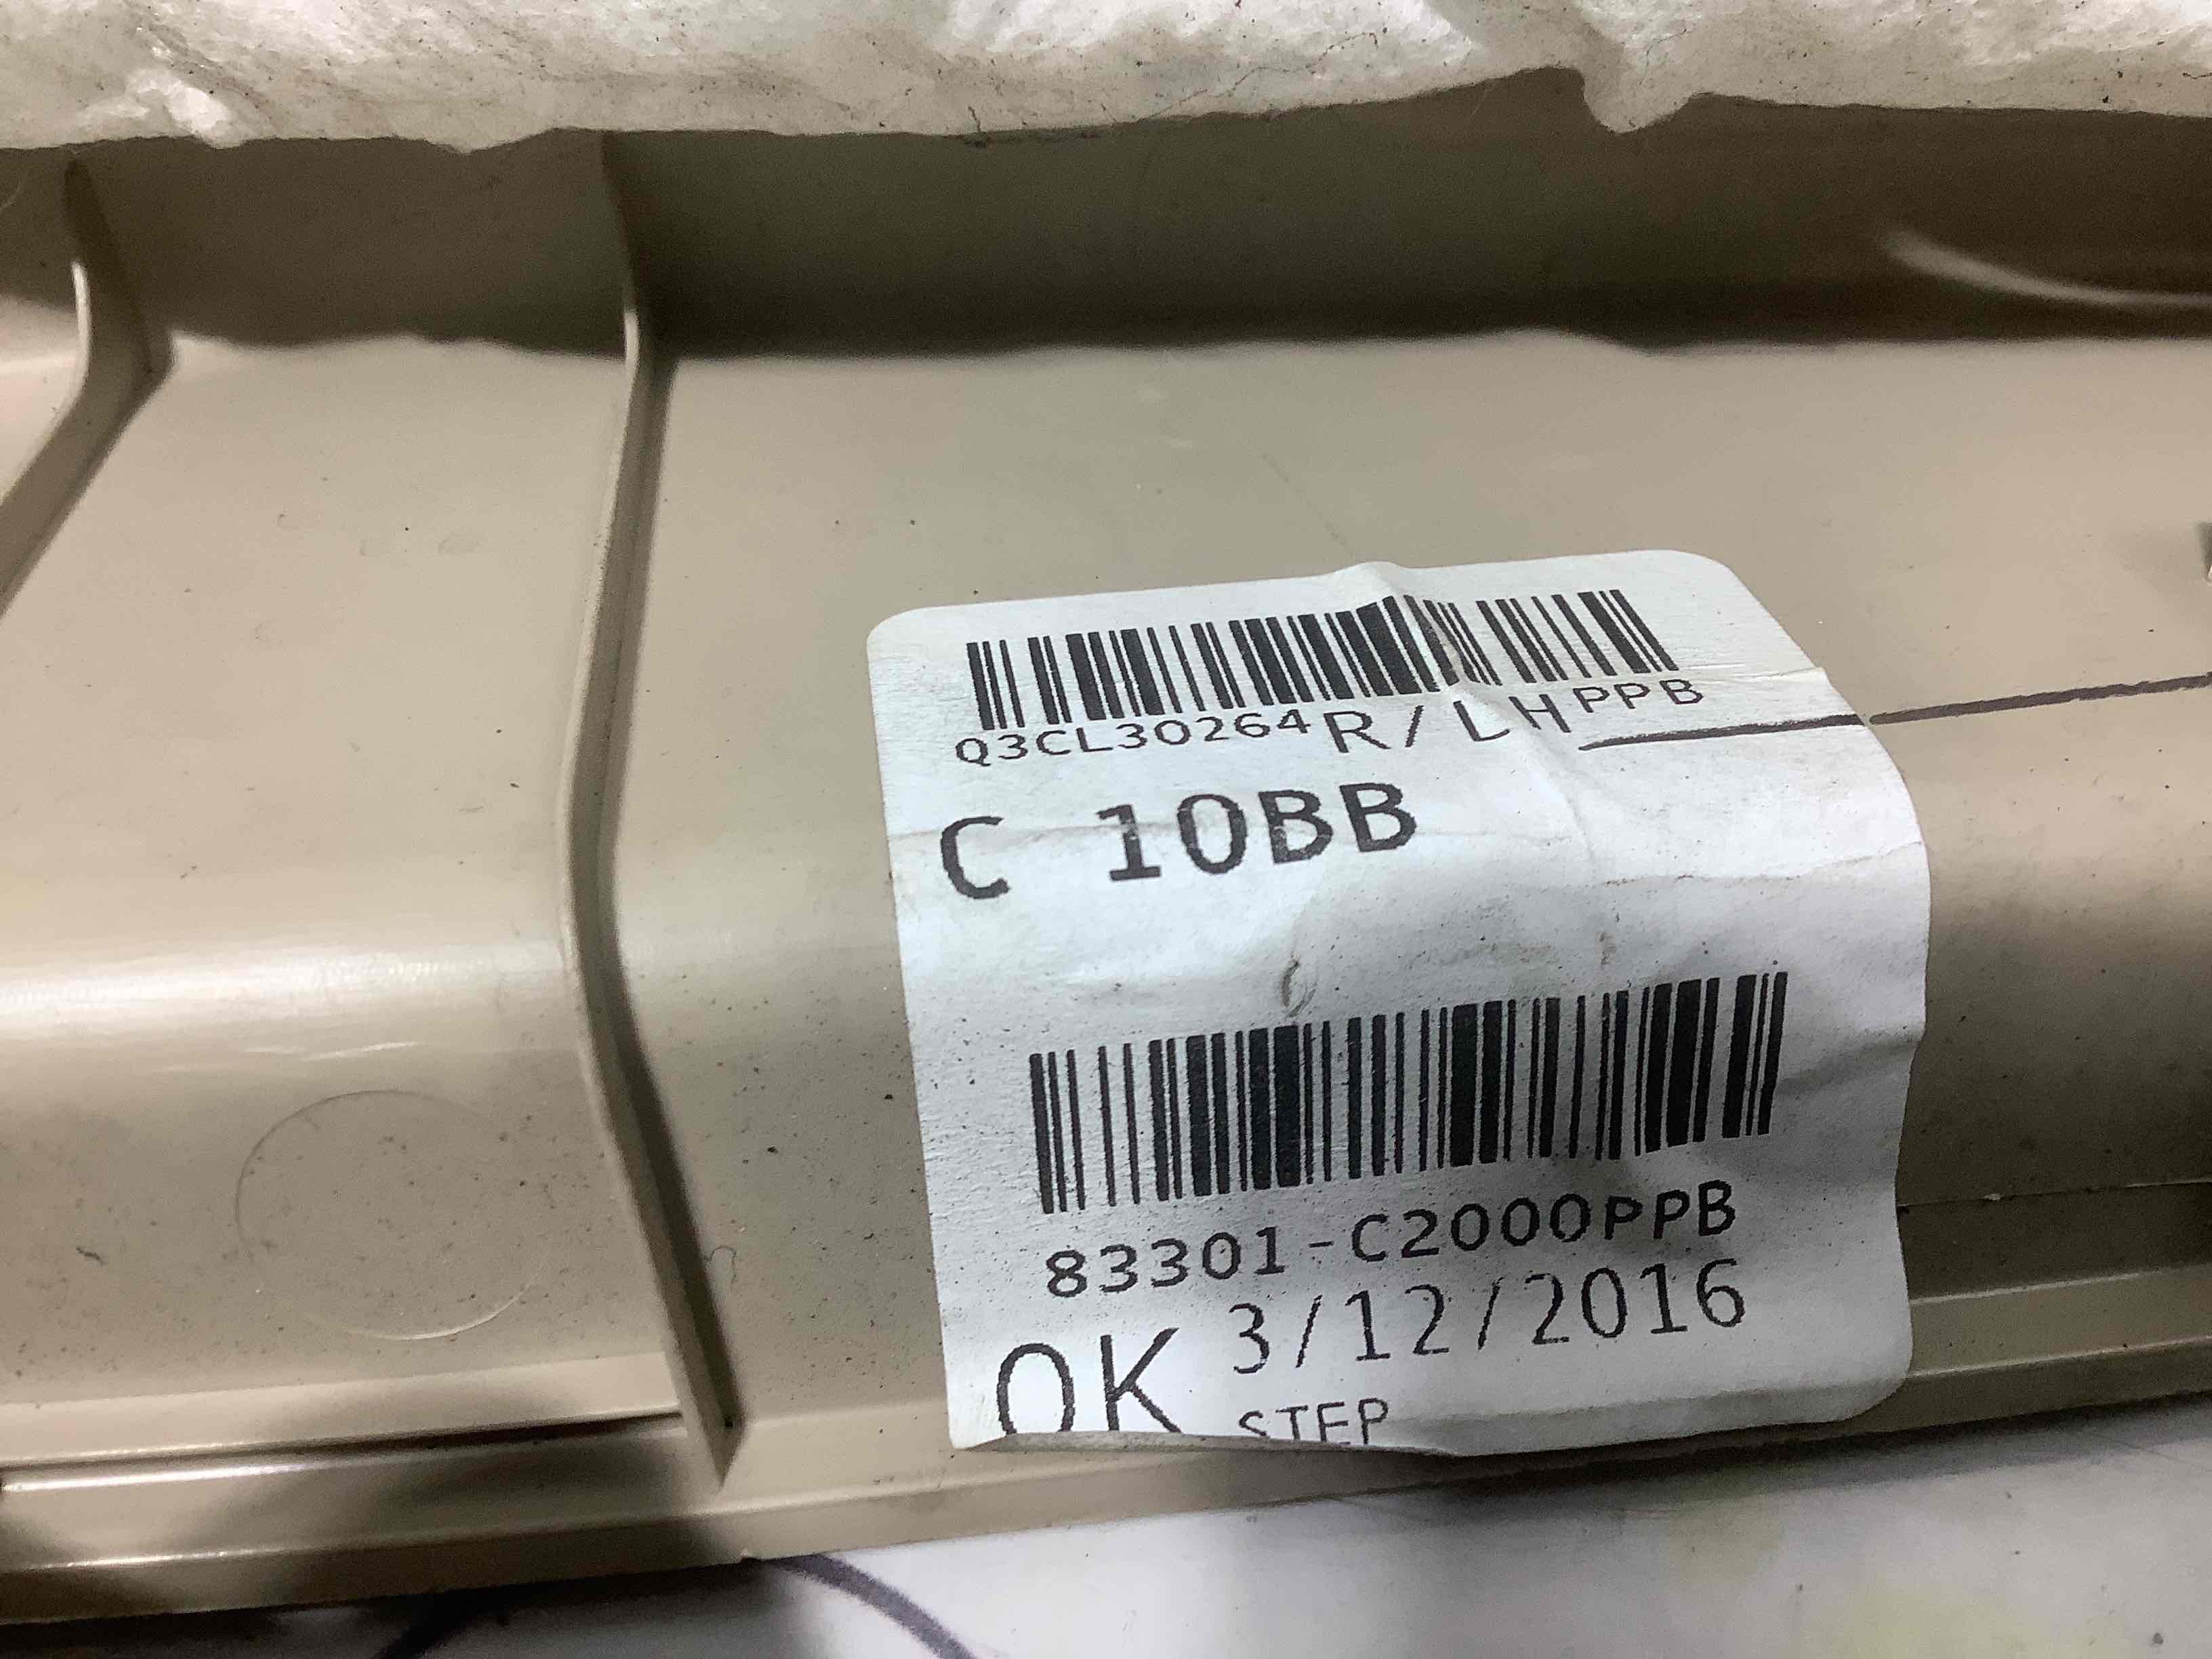 Q3CL30264R/LHPPB
C 10BB
83301-C2000PPB
OK 3/12/2016
STEP